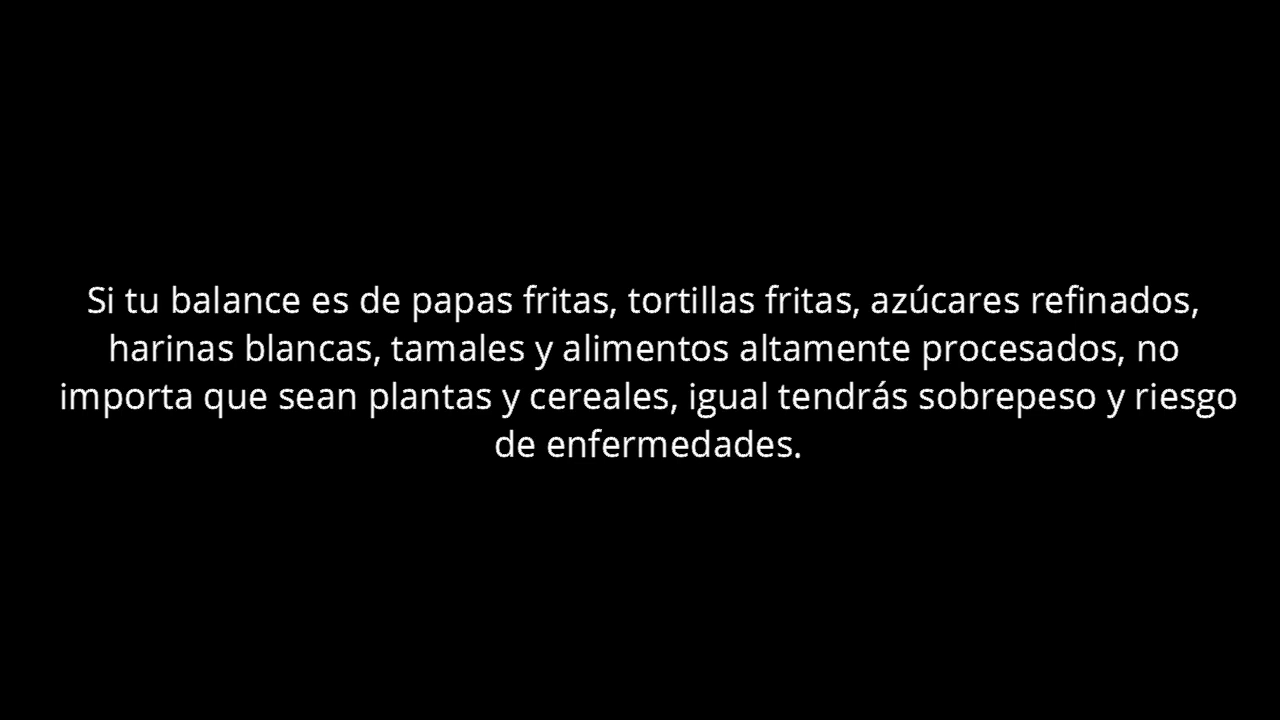 Si tu balance es de papas fritas, tortillas fritas, azúcares refinados,
harinas blancas, tamales y alimentos altamente procesados, no
importa que sean plantas y cereales, igual tendrás sobrepeso y riesgo
de enfermedades.